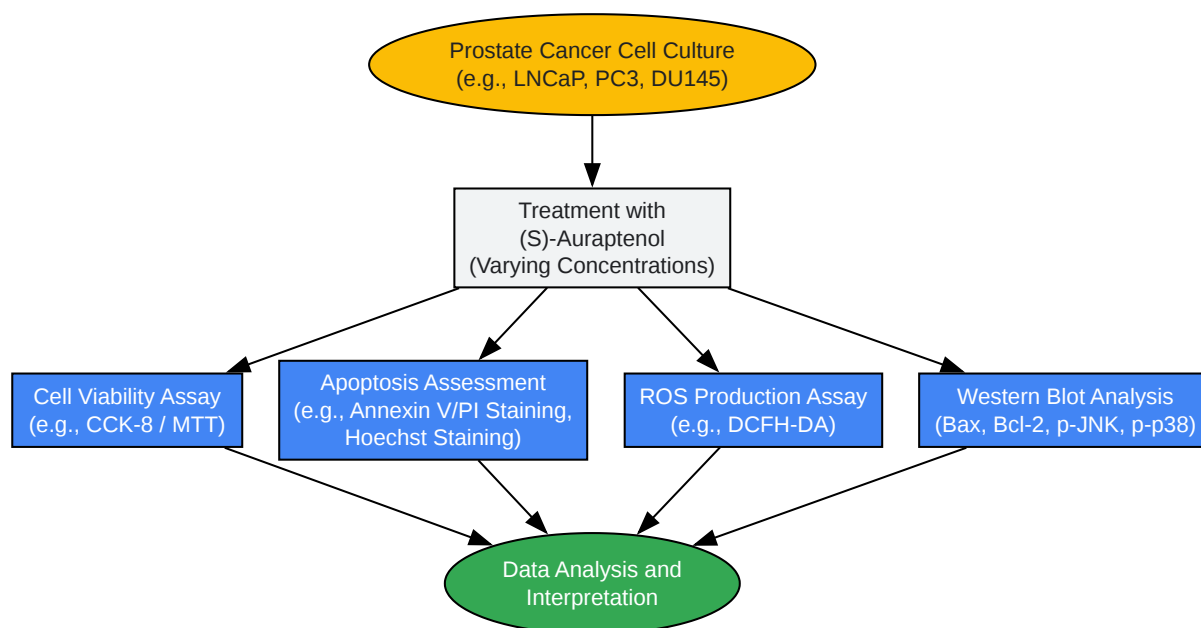 Prostate Cancer Cell Culture
(e.g., LNCaP, PC3, DU145)
Treatment with
(S)-Auraptenol
(Varying Concentrations)
Cell Viability Assay
(e.g., CCK-8 / MTT)
Apoptosis Assessment
(e.g., Annexin V/PI Staining,
Hoechst Staining)
ROS Production Assay
(e.g., DCFH-DA)
Western Blot Analysis
(Bax, Bcl-2, p-JNK, p-p38)
Data Analysis and
Interpretation